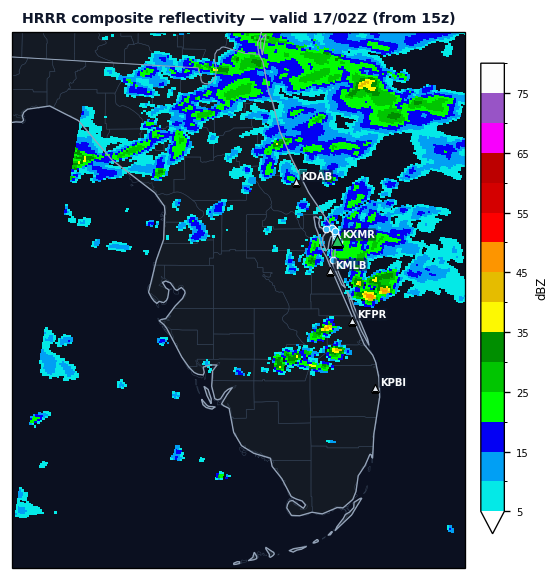 HRRR composite reflectivity — valid 17/02Z (from 15z)
KDAB
KXMR
KMLB
KFPR
KPBI
75
65
55
45
35
25
15
5
dBZ